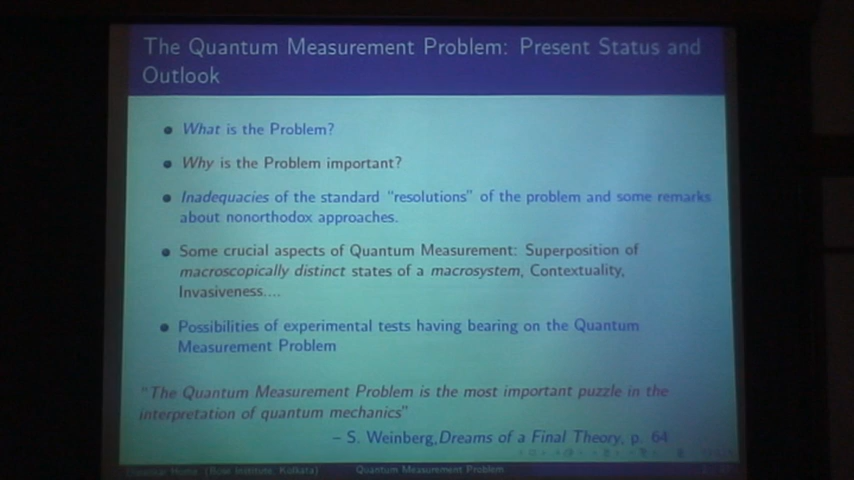 The Quantum Measurement Problem: Present Status and
Outlook
What is the Problem?
Why is the Problem important?
Inadequacies of the standard "resolutions" of the problem and some remarks
about nonorthodox approaches.
Some crucial aspects of Quantum Measurement: Superposition of
macroscopically distinct states of a macrosystem, Contextuality,
Invasiveness....
Possibilities of experimental tests having bearing on the Quantum
Measurement Problem
"The Quantum Measurement Problem is the most important puzzle in the
interpretation of quantum mechanics"
– S. Weinberg,Dreams of a Final Theory, p. 64
Home (Bose Institute, Kolkata) Quantum Measurement Problem